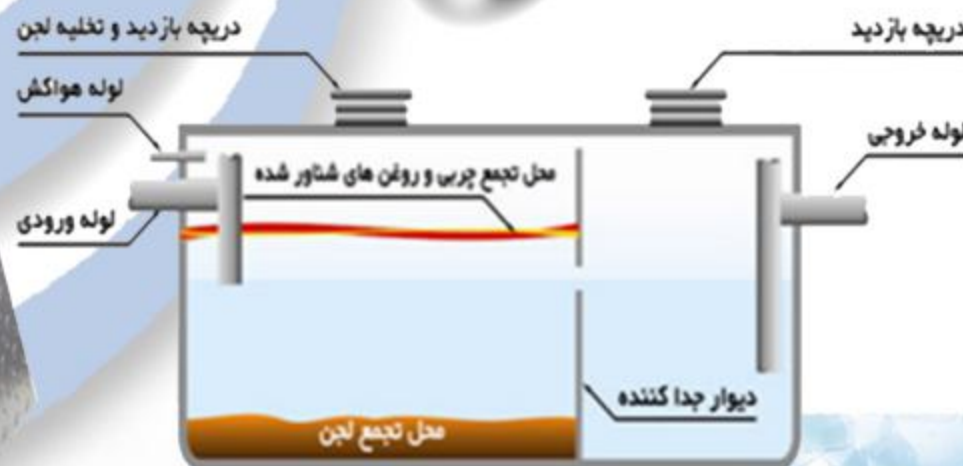 دریچه بازدید و تخلیه لجن
دریچه بازدید
لوله هواکش
لوله خروجی
محل تجمع چربی و روغن های شناور شده
لوله ورودی
دیوار جدا کننده
محل تجمع لجن